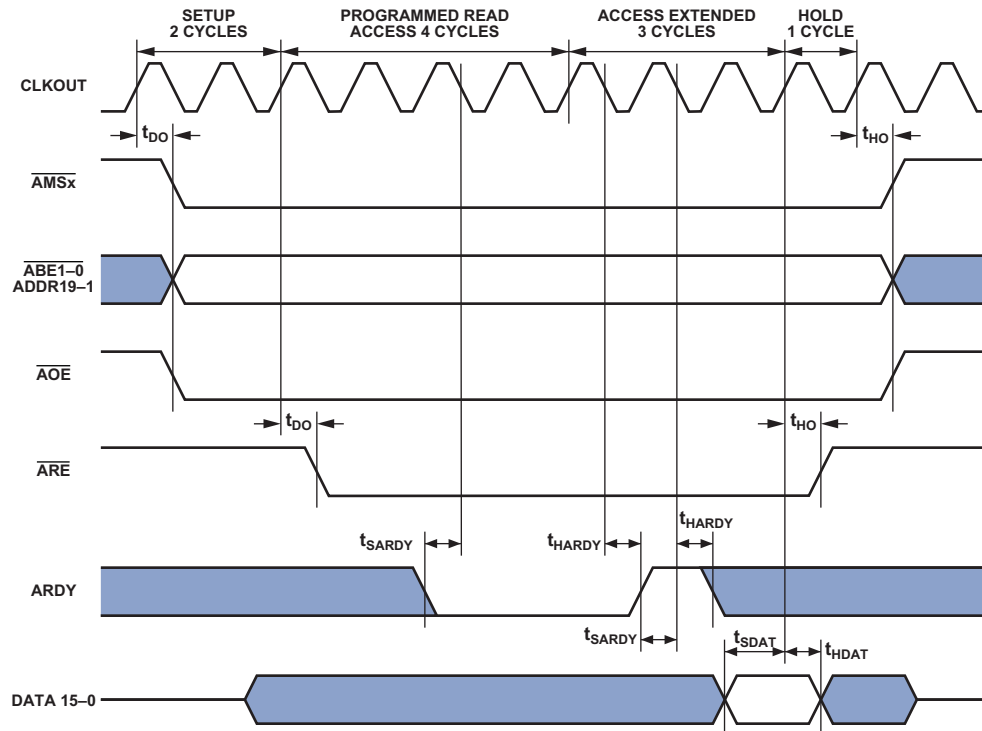 SETUP
2 CYCLES
PROGRAMMED READ
ACCESS 4 CYCLES
ACCESS EXTENDED
3 CYCLES
HOLD
1 CYCLE
CLKOUT
tDO
tHO
AMSx
ABE1–0
ADDR19–1
AOE
tDO
tHO
ARE
tSARDY
tHARDY
tHARDY
ARDY
tSARDY
tSDAT
tHDAT
DATA 15–0